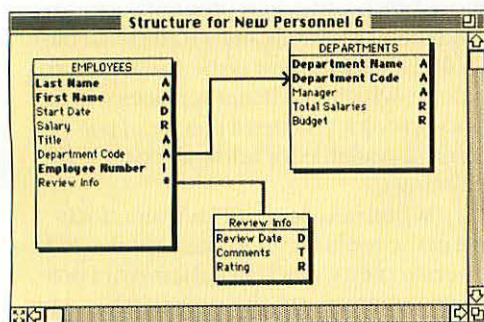 Structure for New Personnel 6
EMPLOYEES
Last Name A
First Name A
Start Date D
Salary R
Title A
Department Code A
Employee Number I
Review Info *
DEPARTMENTS
Department Name A
Department Code A
Manager A
Total Salaries R
Budget R
Review Info
Review Date D
Comments T
Rating R